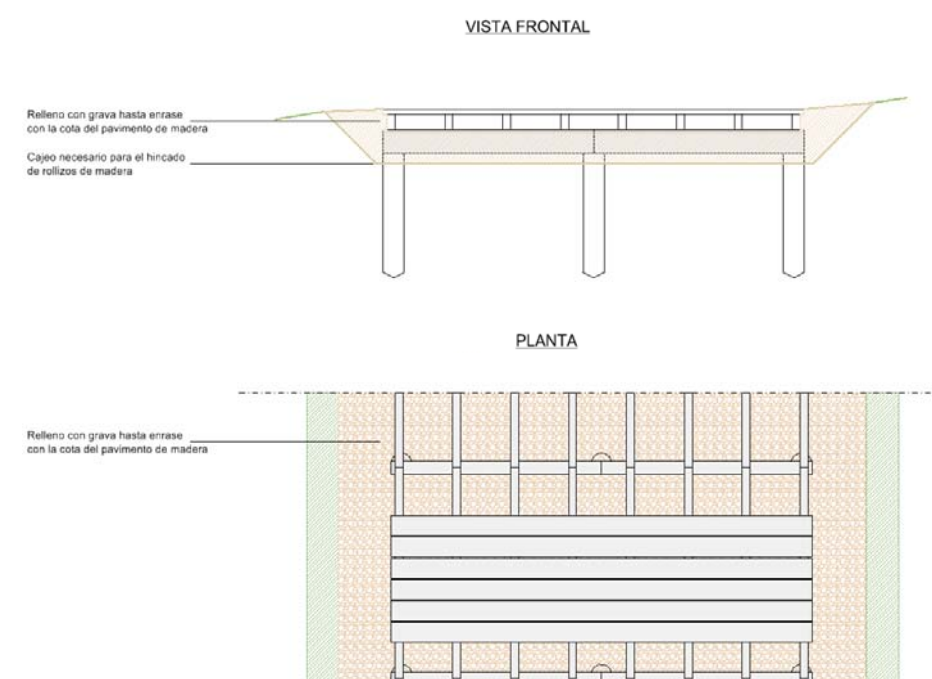 VISTA FRONTAL
Relleno con grava hasta enrase
con la cota del pavimento de madera
Cajeo necesario para el hincado
de rollizos de madera
PLANTA
Relleno con grava hasta enrase
con la cota del pavimento de madera